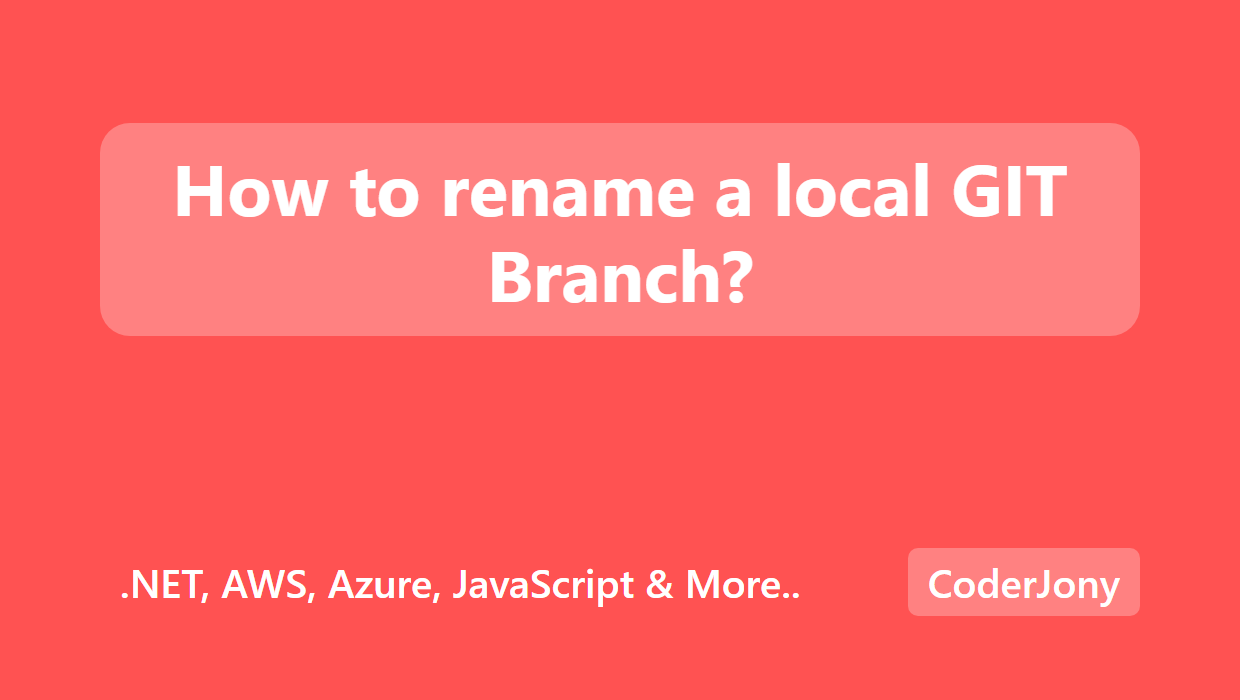 How to rename a local GIT
Branch?
.NET, AWS, Azure, JavaScript & More..
CoderJony